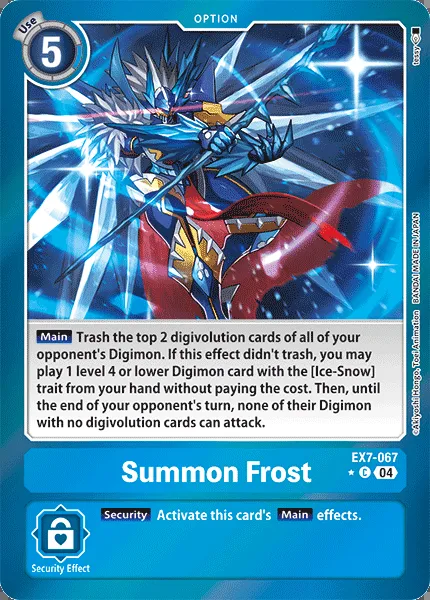 OPTION
Use
5
tessy
Main Trash the top 2 digivolution cards of all of your
opponent's Digimon. If this effect didn't trash, you may
play 1 level 4 or lower Digimon card with the [Ice-Snow]
trait from your hand without paying the cost. Then, until
the end of your opponent's turn, none of their Digimon
with no digivolution cards can attack.
©Akiyoshi Hongo, Toei Animation BANDAI MADE IN JAPAN
EX7-067
Summon Frost
C 04
Security Activate this card's Main effects.
Security Effect